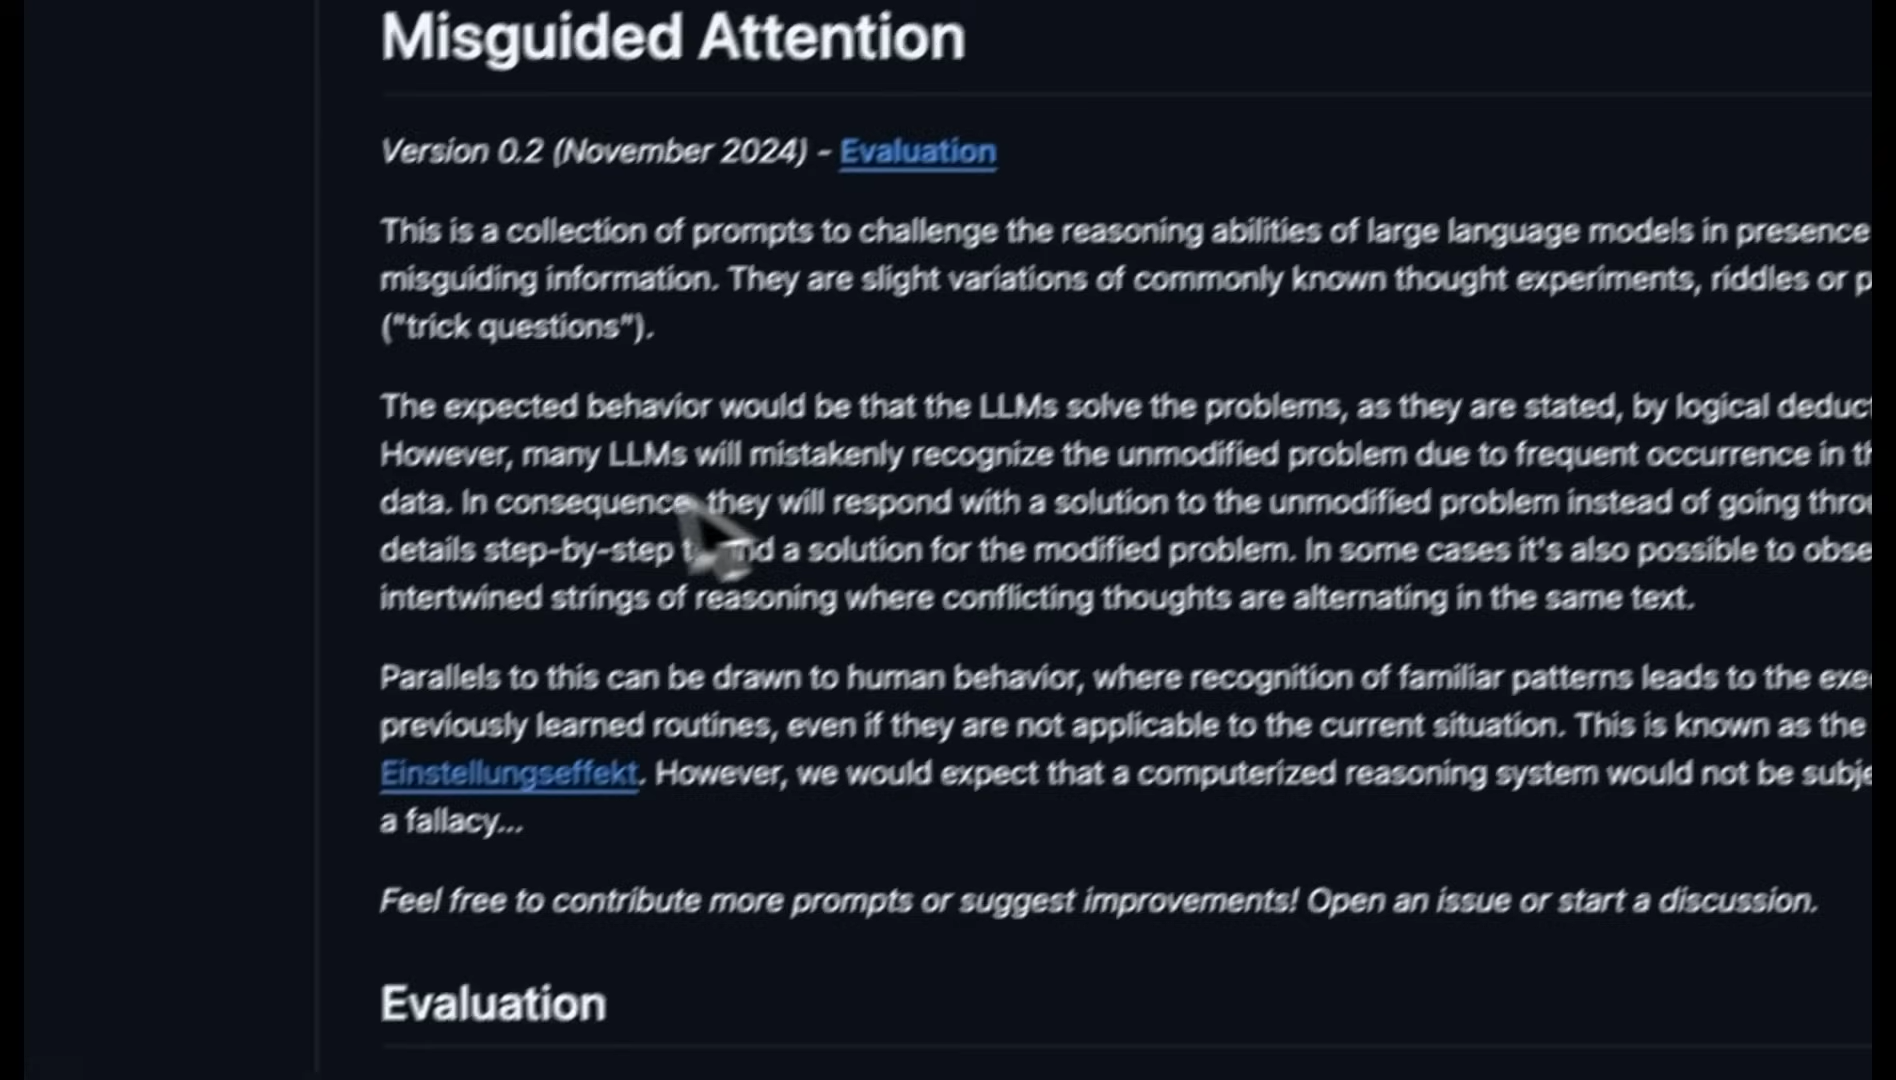 Misguided Attention
Version 0.2 (November 2024) - Evaluation
This is a collection of prompts to challenge the reasoning abilities of large language models in presence
misguiding information. They are slight variations of commonly known thought experiments, riddles or p
("trick questions").
The expected behavior would be that the LLMs solve the problems, as they are stated, by logical deduct
However, many LLMs will mistakenly recognize the unmodified problem due to frequent occurrence in th
data. In consequence, they will respond with a solution to the unmodified problem instead of going throu
details step-by-step a solution for the modified problem. In some cases it's also possible to obse
intertwined strings of reasoning where conflicting thoughts are alternating in the same text.
Parallels to this can be drawn to human behavior, where recognition of familiar patterns leads to the exe
previously learned routines, even if they are not applicable to the current situation. This is known as the
Einstellungseffekt. However, we would expect that a computerized reasoning system would not be subje
a fallacy...
Feel free to contribute more prompts or suggest improvements! Open an issue or start a discussion.
Evaluation